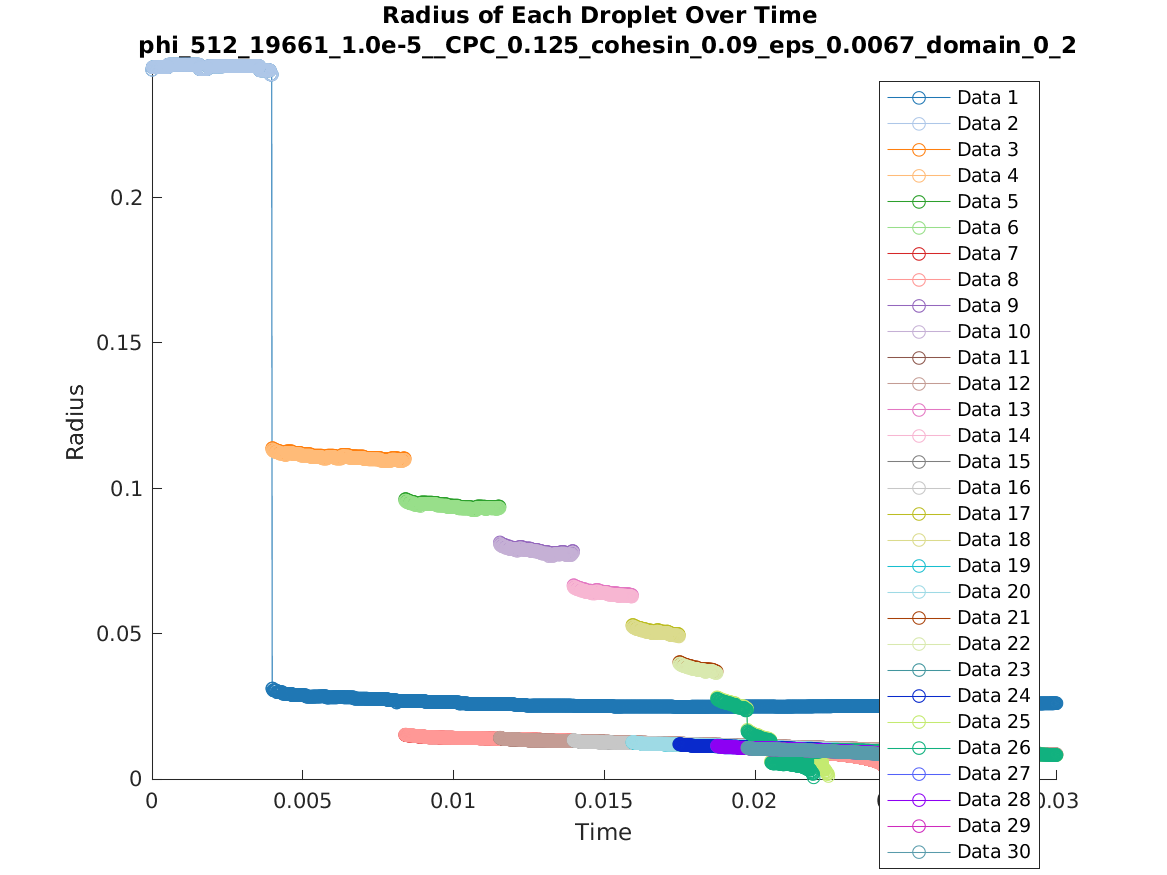 Radius of Each Droplet Over Time
phi_512_19661_1.0e-5__CPC_0.125_cohesin_0.09_eps_0.0067_domain_0_2
Radius
0.2
0.15
0.1
0.05
0
0
0.005
0.01
0.015
0.02
0
0.03
Time
Data 1
Data 2
Data 3
Data 4
Data 5
Data 6
Data 7
Data 8
Data 9
Data 10
Data 11
Data 12
Data 13
Data 14
Data 15
Data 16
Data 17
Data 18
Data 19
Data 20
Data 21
Data 22
Data 23
Data 24
Data 25
Data 26
Data 27
Data 28
Data 29
Data 30